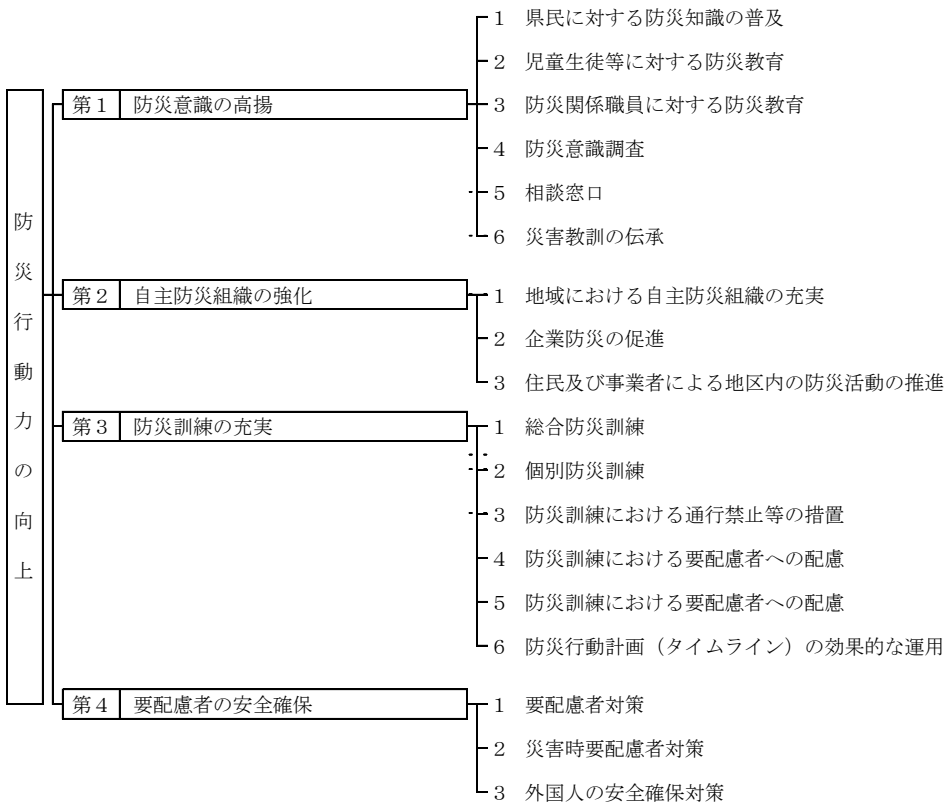 防災行動力の向上
第１ 防災意識の高揚
１ 県民に対する防災知識の普及
２ 児童生徒等に対する防災教育
３ 防災関係職員に対する防災教育
４ 防災意識調査
５ 相談窓口
６ 災害教訓の伝承
第２ 自主防災組織の強化
１ 地域における自主防災組織の充実
２ 企業防災の促進
３ 住民及び事業者による地区内の防災活動の推進
第３ 防災訓練の充実
１ 総合防災訓練
２ 個別防災訓練
３ 防災訓練における通行禁止等の措置
４ 防災訓練における要配慮者への配慮
５ 防災訓練における要配慮者への配慮
６ 防災行動計画（タイムライン）の効果的な運用
第４ 要配慮者の安全確保
１ 要配慮者対策
２ 災害時要配慮者対策
３ 外国人の安全確保対策